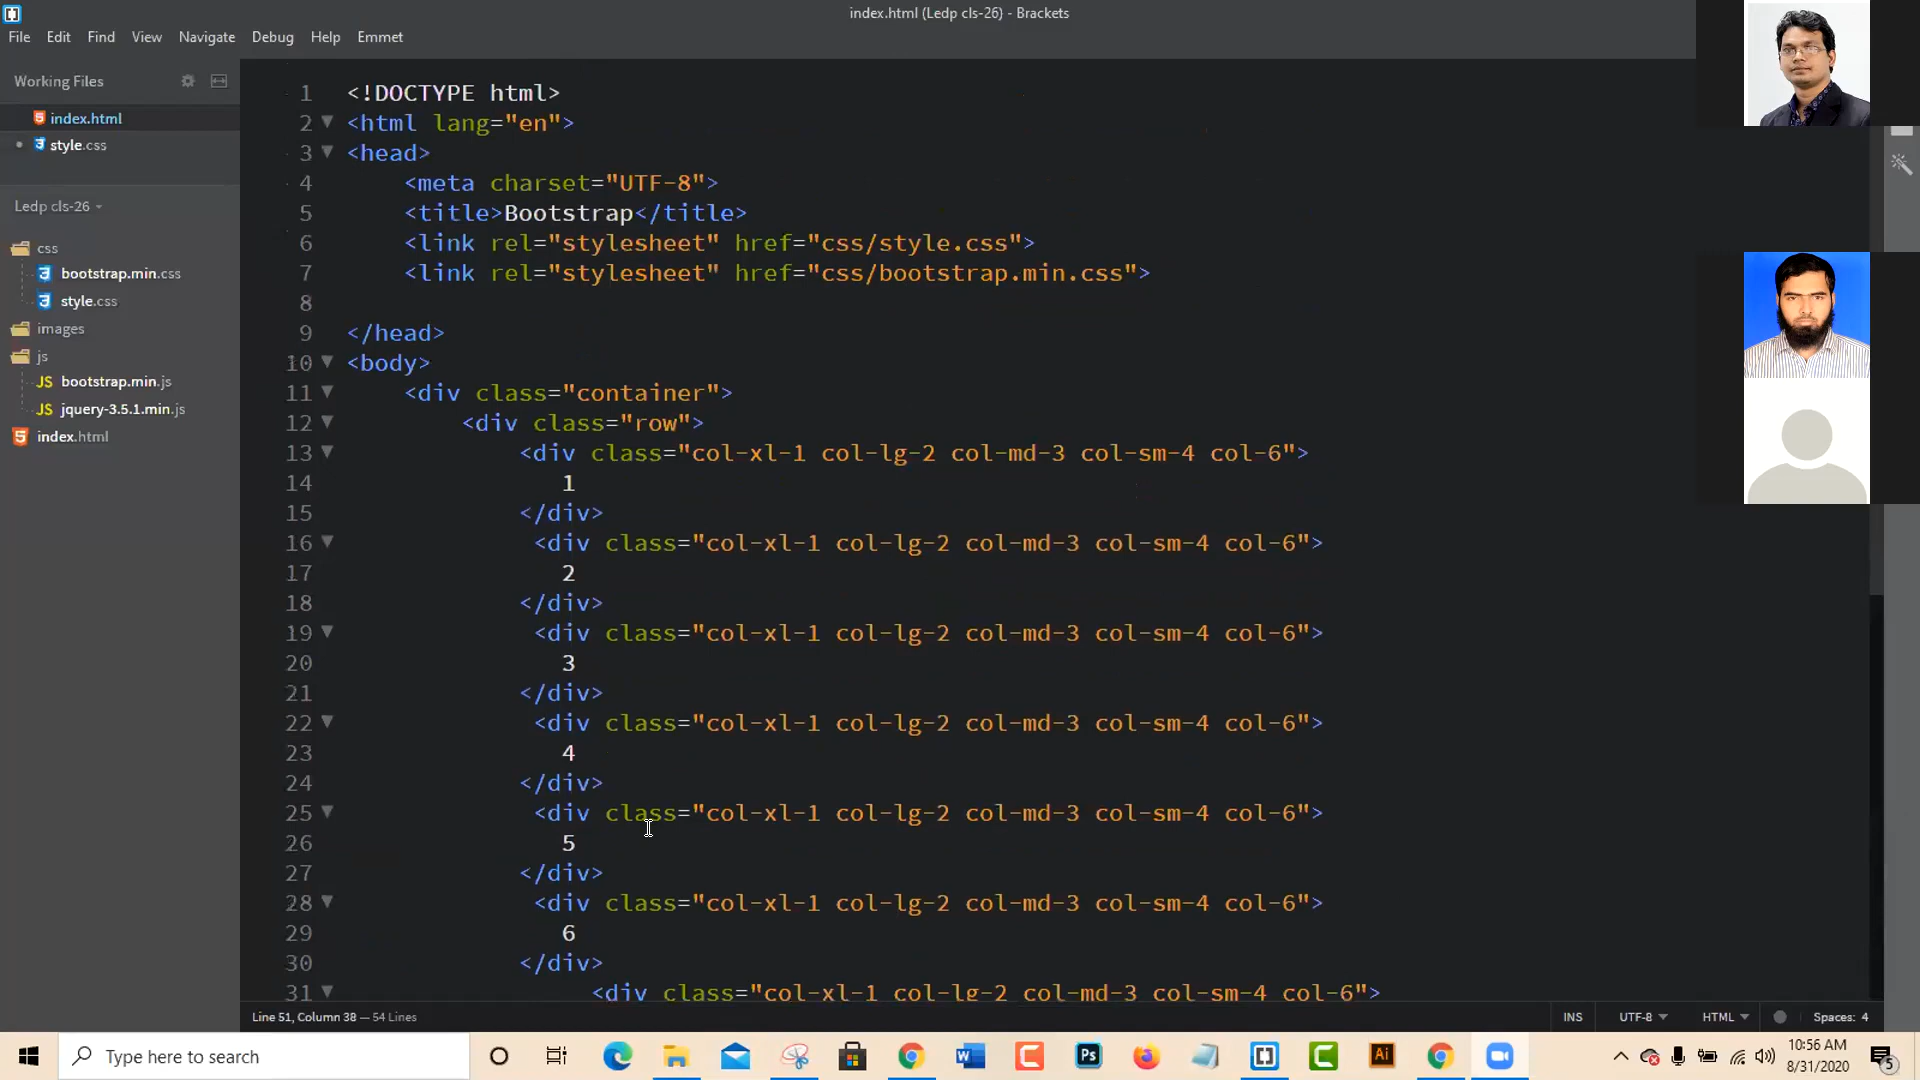 index.html (Ledp cls-26) - Brackets
File Edit Find View Navigate Debug Help Emmet
Working Files
index.html
style.css
Ledp cls-26
css
bootstrap.min.css
style.css
images
js
JS bootstrap.min.js
JS jquery-3.5.1.min.js
index.html
1 <!DOCTYPE html>
2 <html lang="en">
3 <head>
4 <meta charset="UTF-8">
5 <title>Bootstrap</title>
6 <link rel="stylesheet" href="css/style.css">
7 <link rel="stylesheet" href="css/bootstrap.min.css">
8
9 </head>
10 <body>
11 <div class="container">
12 <div class="row">
13 <div class="col-xl-1 col-lg-2 col-md-3 col-sm-4 col-6">
14 1
15 </div>
16 <div class="col-xl-1 col-lg-2 col-md-3 col-sm-4 col-6">
17 2
18 </div>
19 <div class="col-xl-1 col-lg-2 col-md-3 col-sm-4 col-6">
20 3
21 </div>
22 <div class="col-xl-1 col-lg-2 col-md-3 col-sm-4 col-6">
23 4
24 </div>
25 <div class="col-xl-1 col-lg-2 col-md-3 col-sm-4 col-6">
26 5
27 </div>
28 <div class="col-xl-1 col-lg-2 col-md-3 col-sm-4 col-6">
29 6
30 </div>
31 <div class="col-xl-1 col-lg-2 col-md-3 col-sm-4 col-6">
Line 51, Column 38 — 54 Lines
INS UTF-8 HTML Spaces: 4
Type here to search
Ps
Ai
10:56 AM
8/31/2020
5